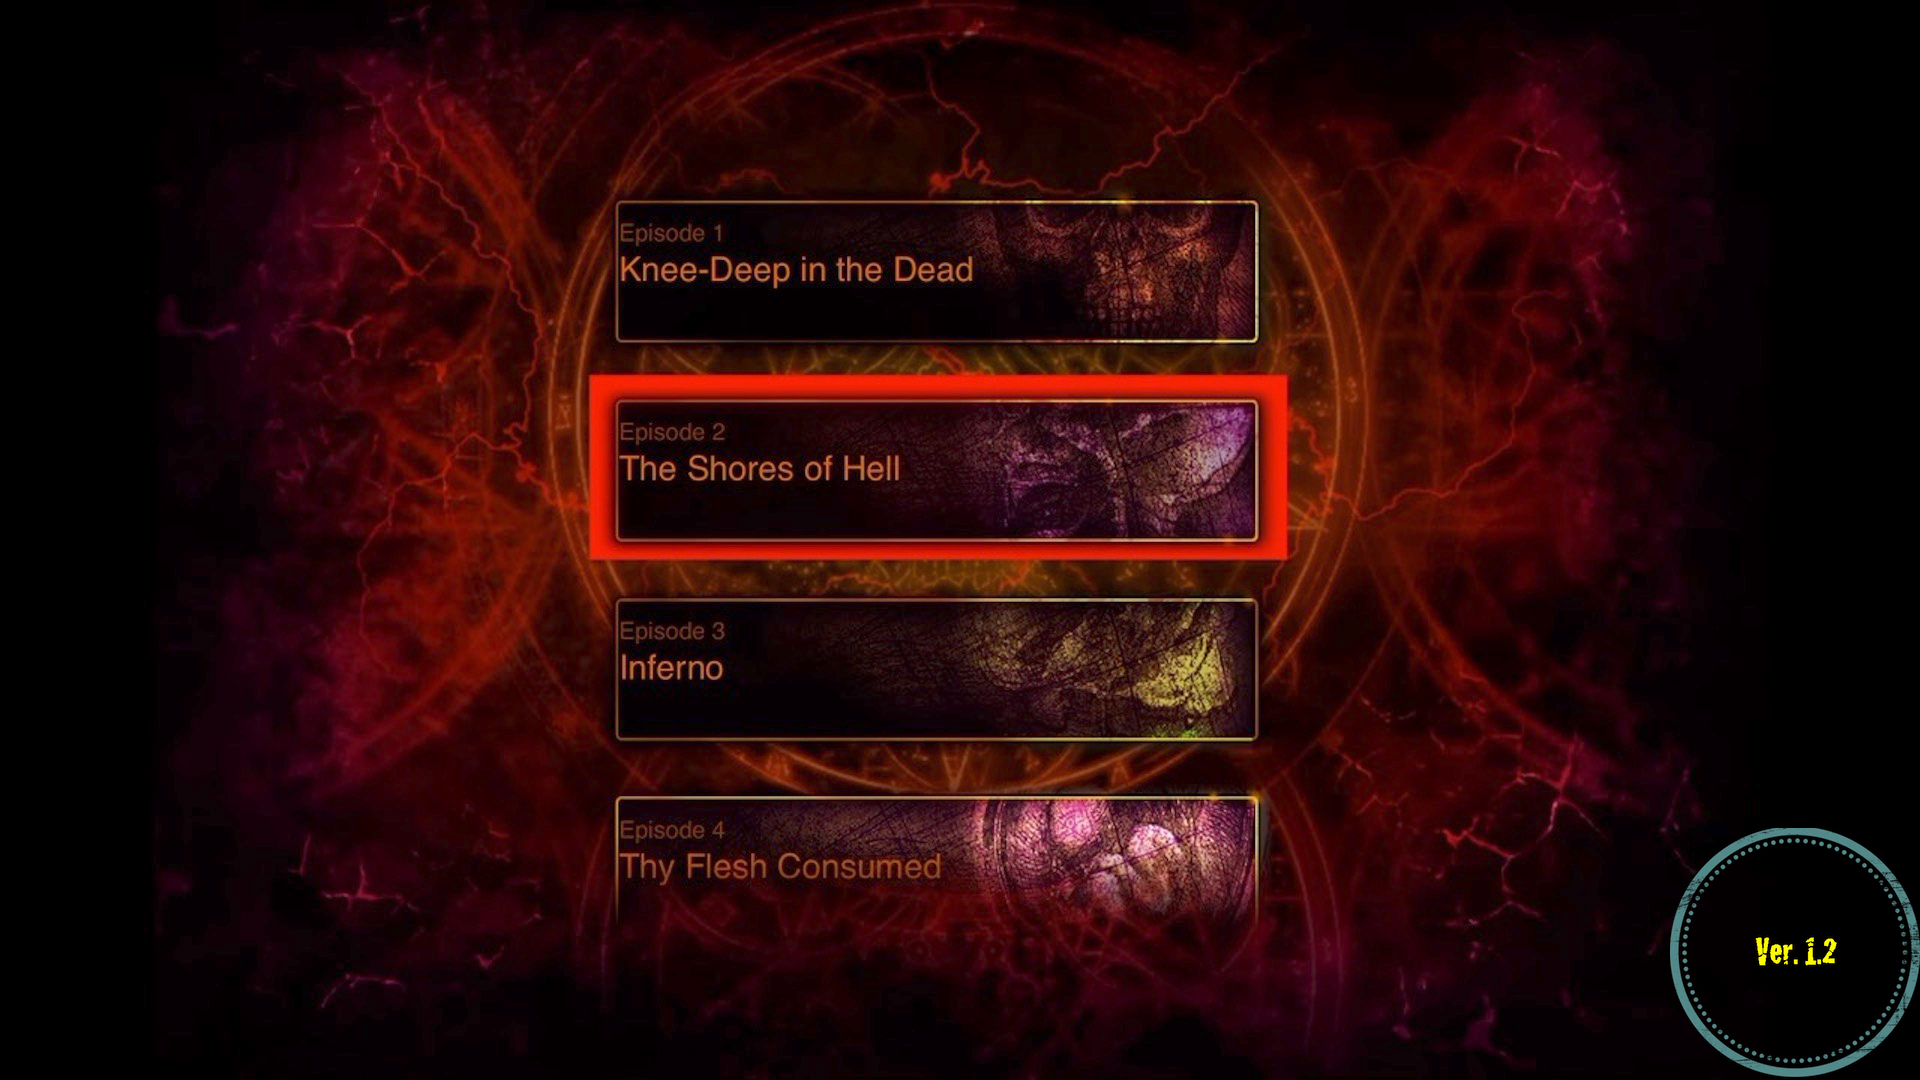 Episode 1
Knee-Deep in the Dead
Episode 2
The Shores of Hell
Episode 3
Inferno
Episode 4
Thy Flesh Consumed
Ver. 1.2